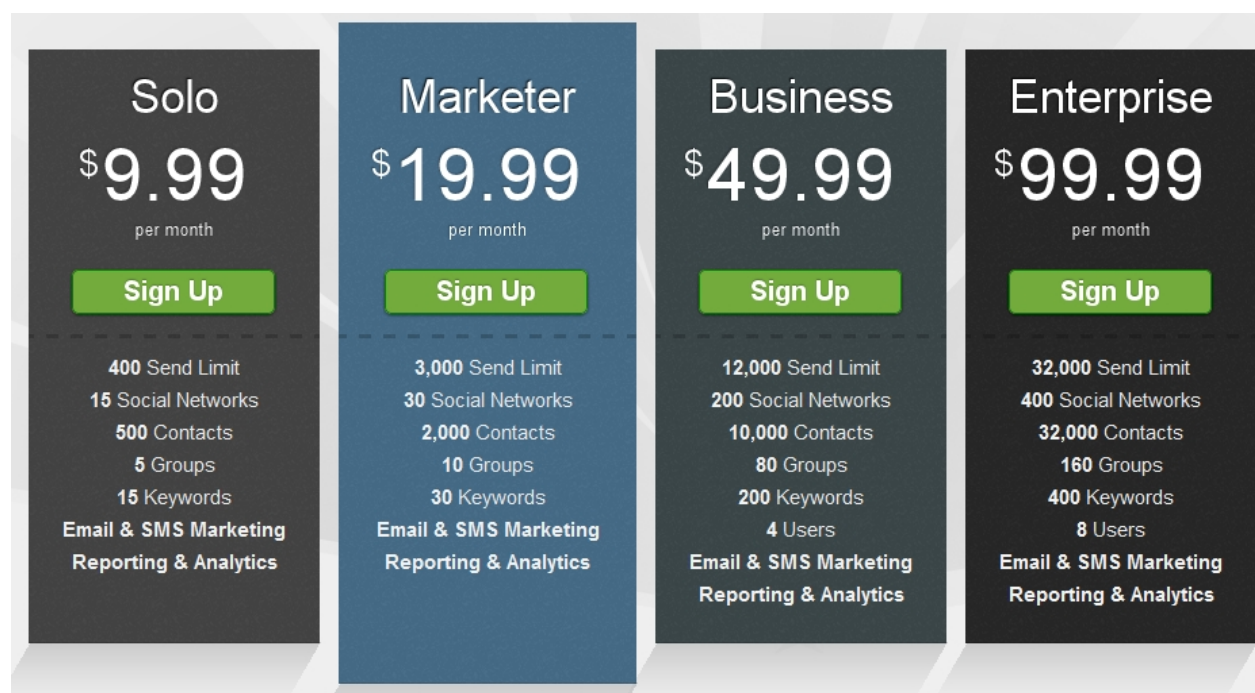 Solo
$9.99
per month
Sign Up
400 Send Limit
15 Social Networks
500 Contacts
5 Groups
15 Keywords
Email & SMS Marketing
Reporting & Analytics
Marketer
$19.99
per month
Sign Up
3,000 Send Limit
30 Social Networks
2,000 Contacts
10 Groups
30 Keywords
Email & SMS Marketing
Reporting & Analytics
Business
$49.99
per month
Sign Up
12,000 Send Limit
200 Social Networks
10,000 Contacts
80 Groups
200 Keywords
4 Users
Email & SMS Marketing
Reporting & Analytics
Enterprise
$99.99
per month
Sign Up
32,000 Send Limit
400 Social Networks
32,000 Contacts
160 Groups
400 Keywords
8 Users
Email & SMS Marketing
Reporting & Analytics